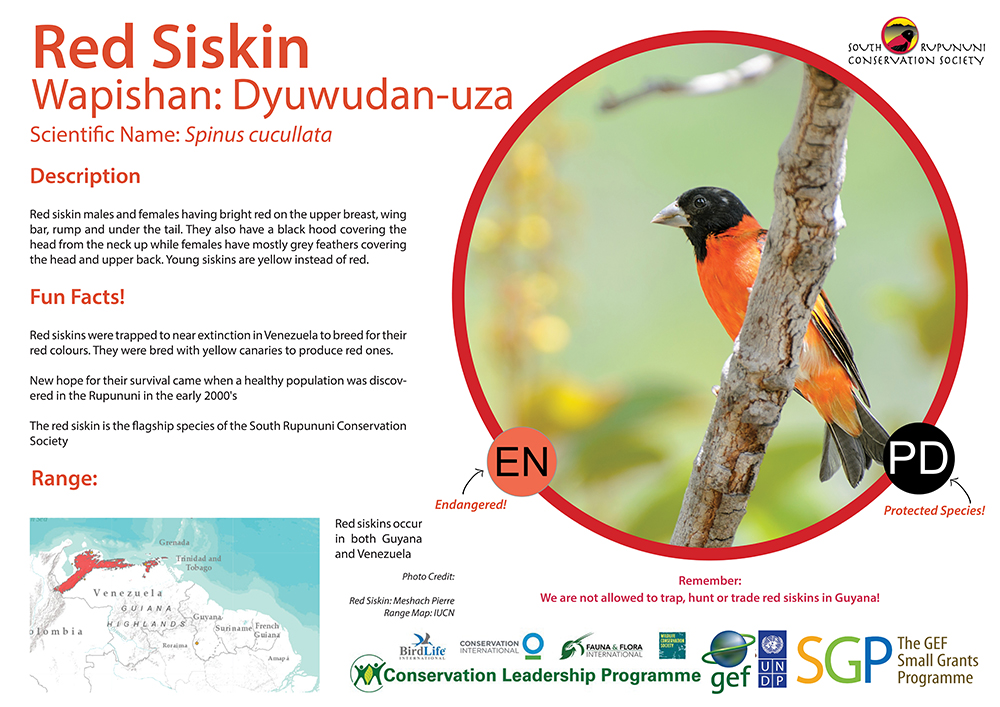 Red Siskin
Wapishan: Dyuwudan-uza
Scientific Name: Spinus cucullata
SOUTH RUPUNUNI
CONSERVATION SOCIETY
Description
Red siskin males and females having bright red on the upper breast, wing
bar, rump and under the tail. They also have a black hood covering the
head from the neck up while females have mostly grey feathers covering
the head and upper back. Young siskins are yellow instead of red.
Fun Facts!
Red siskins were trapped to near extinction in Venezuela to breed for their
red colours. They were bred with yellow canaries to produce red ones.
New hope for their survival came when a healthy population was discov-
ered in the Rupununi in the early 2000's
The red siskin is the flagship species of the South Rupununi Conservation
Society
EN
Endangered!
PD
Protected Species!
Range:
Grenada
Trinidad and
Tobago
Venezuela
GUIANA
HIGHLANDS
Guyana
Suriname
French
Guiana
olombia
Roraima
Amapá
Red siskins occur
in both Guyana
and Venezuela
Photo Credit:
Red Siskin: Meshach Pierre
Range Map: IUCN
Remember:
We are not allowed to trap, hunt or trade red siskins in Guyana!
BirdLife
INTERNATIONAL
CONSERVATION
INTERNATIONAL
FAUNA & FLORA
INTERNATIONAL
WILDLIFE
CONSERVATION
SOCIETY
Conservation Leadership Programme
gef
UN
DP
SGP
The GEF
Small Grants
Programme